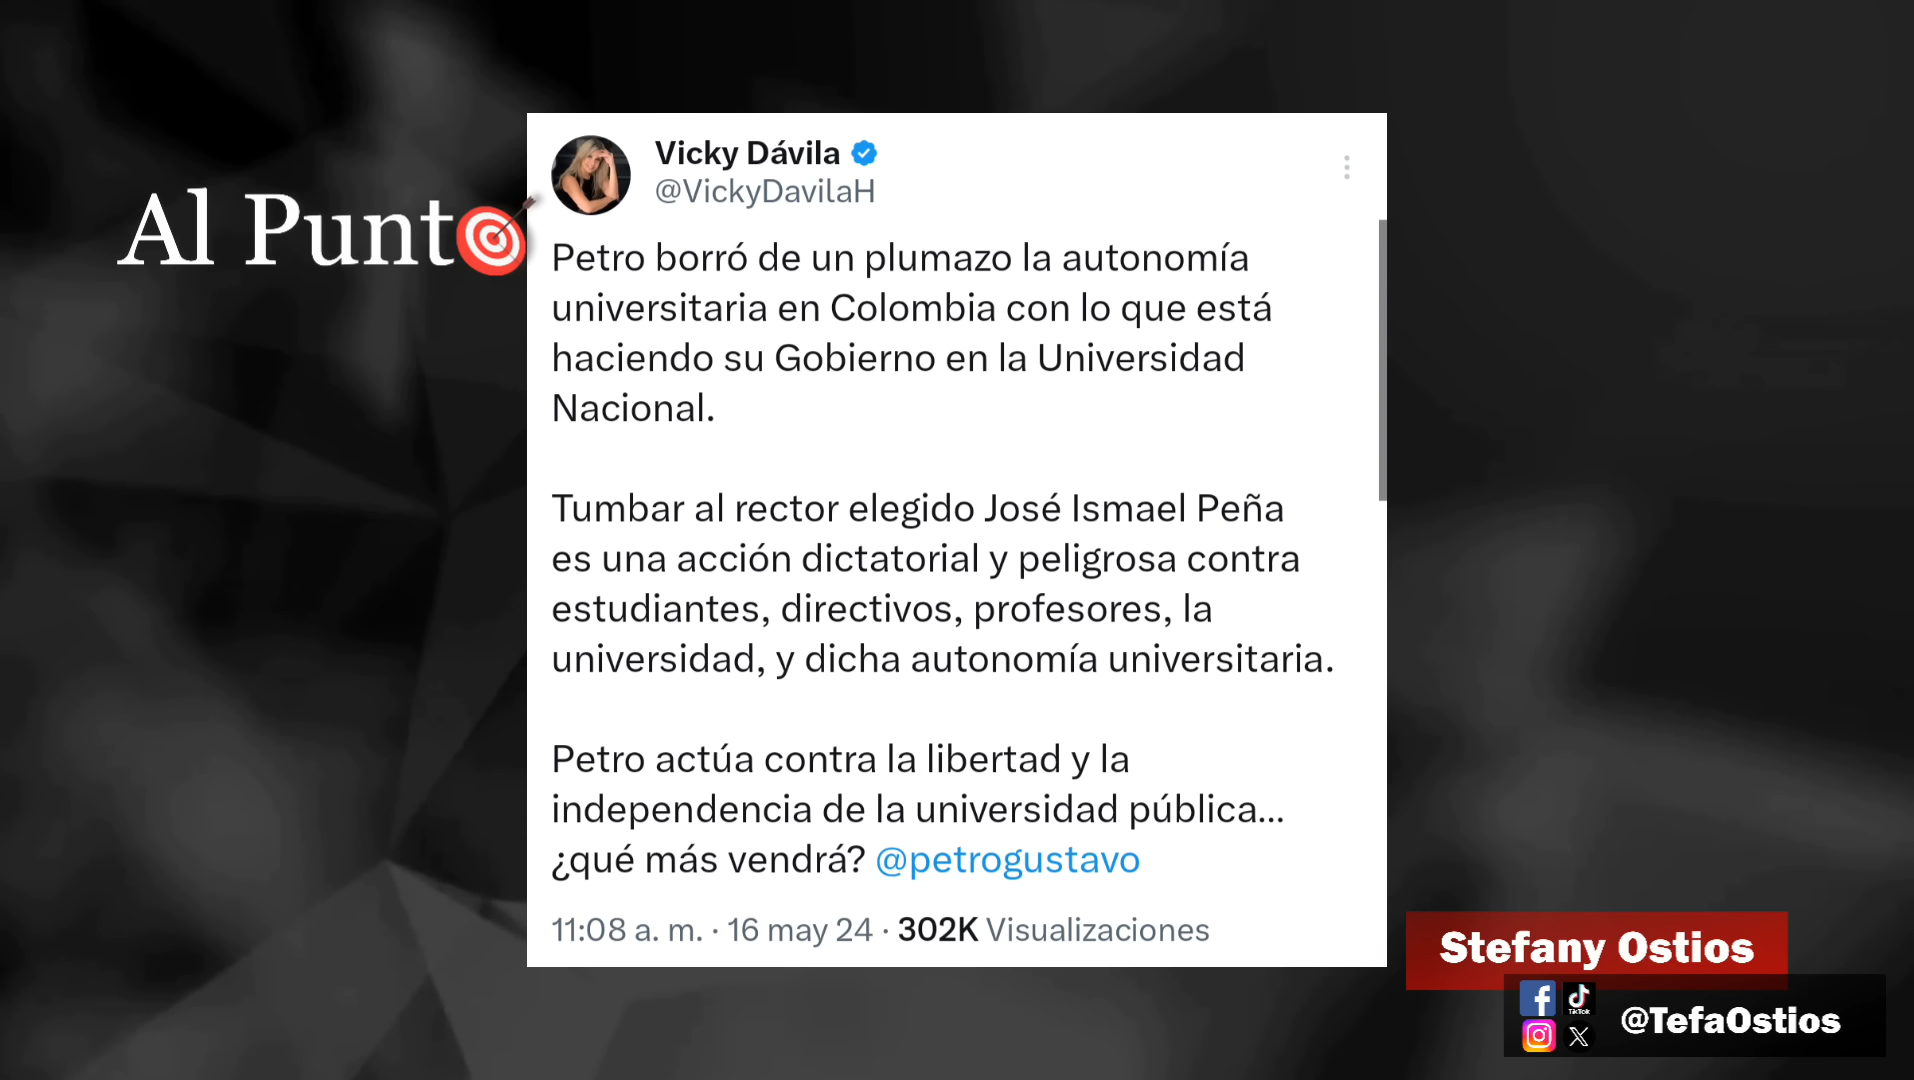 Al Punto
Vicky Dávila
@VickyDavilaH
Petro borró de un plumazo la autonomía
universitaria en Colombia con lo que está
haciendo su Gobierno en la Universidad
Nacional.
Tumbar al rector elegido José Ismael Peña
es una acción dictatorial y peligrosa contra
estudiantes, directivos, profesores, la
universidad, y dicha autonomía universitaria.
Petro actúa contra la libertad y la
independencia de la universidad pública...
¿qué más vendrá? @petrogustavo
11:08 a. m. · 16 may 24 · 302K Visualizaciones
Stefany Ostios
TikTok
@TefaOstios